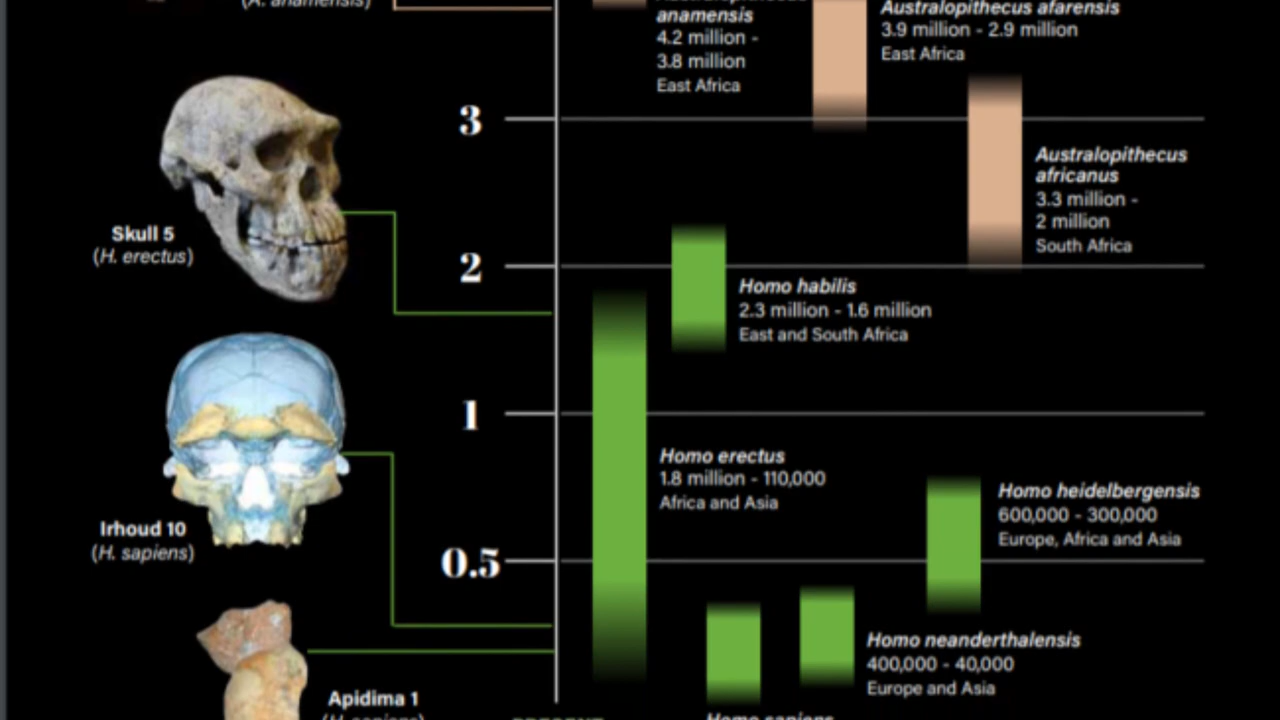 (A. anamensis)
anamensis
4.2 million -
3.8 million
East Africa
Australopithecus afarensis
3.9 million - 2.9 million
East Africa
3
Australopithecus
africanus
3.3 million -
2 million
South Africa
Skull 5
(H. erectus)
2
Homo habilis
2.3 million - 1.6 million
East and South Africa
1
Homo erectus
1.8 million - 110,000
Africa and Asia
Homo heidelbergensis
600,000 - 300,000
Europe, Africa and Asia
Irhoud 10
(H. sapiens)
0.5
Homo neanderthalensis
400,000 - 40,000
Europe and Asia
Apidima 1
(H. sapiens)
Homo sapiens